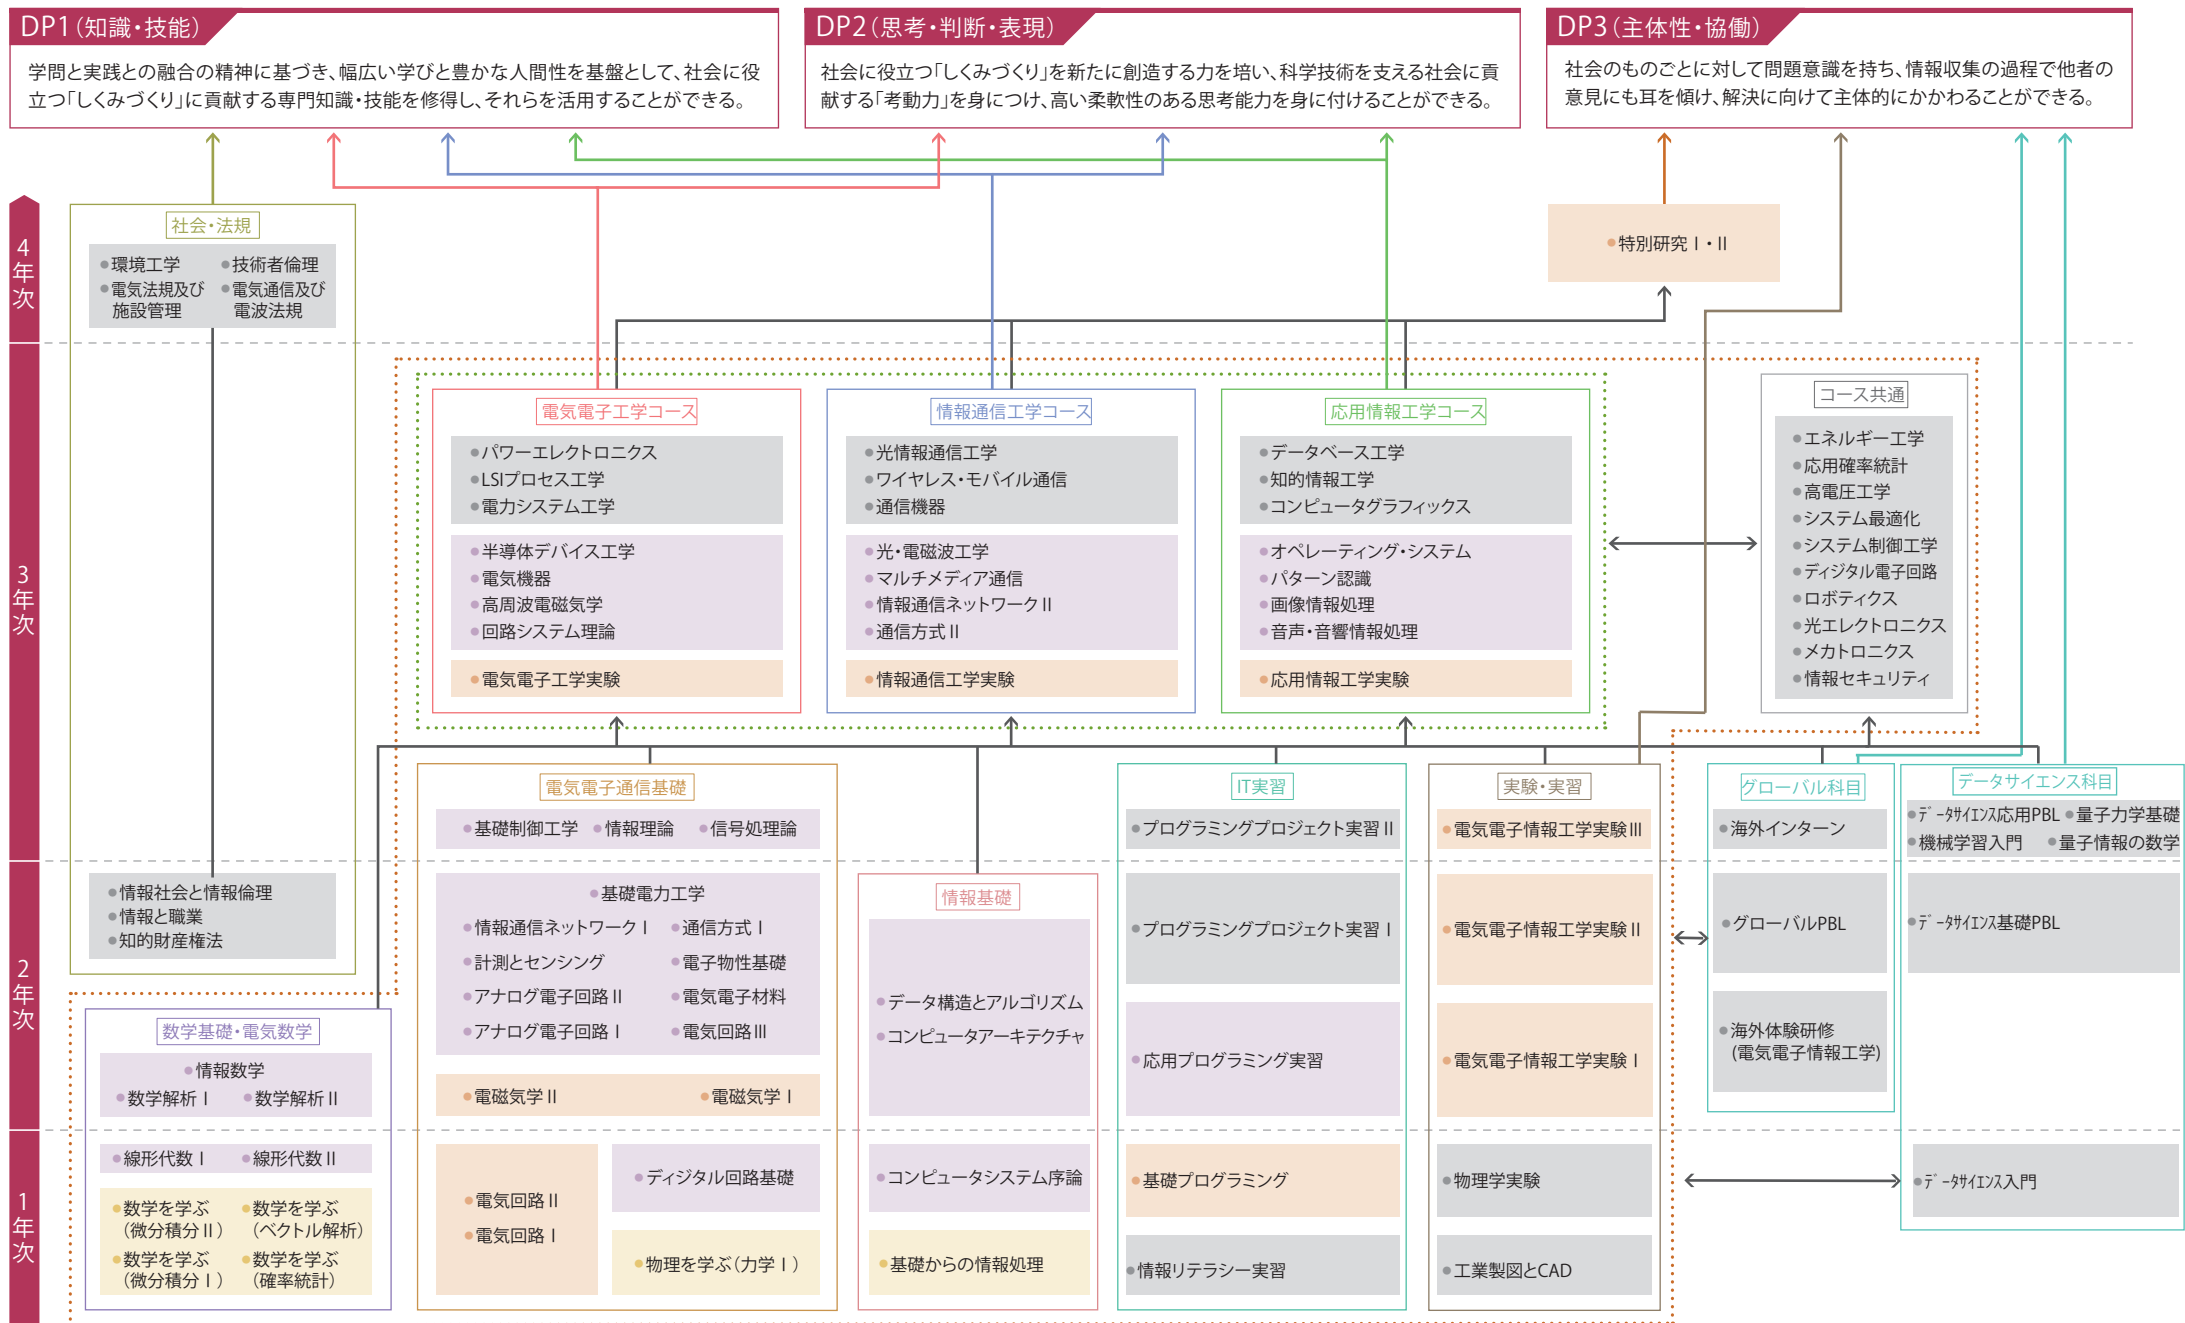 DP1（知識・技能）
学問と実践との融合の精神に基づき、幅広い学びと豊かな人間性を基盤として、社会に役
立つ「しくみづくり」に貢献する専門知識・技能を修得し、それらを活用することができる。
DP2（思考・判断・表現）
社会に役立つ「しくみづくり」を新たに創造する力を培い、科学技術を支える社会に貢
献する「考動力」を身につけ、高い柔軟性のある思考能力を身に付けることができる。
DP3（主体性・協働）
社会のものごとに対して問題意識を持ち、情報収集の過程で他者の
意見にも耳を傾け、解決に向けて主体的にかかわることができる。
4年次
社会・法規
●環境工学 ●技術者倫理
●電気法規及び ●電気通信及び
施設管理 電波法規
●特別研究Ⅰ・Ⅱ
3年次
電気電子工学コース
●パワーエレクトロニクス
●LSIプロセス工学
●電力システム工学
●半導体デバイス工学
●電気機器
●高周波電磁気学
●回路システム理論
●電気電子工学実験
情報通信工学コース
●光情報通信工学
●ワイヤレス・モバイル通信
●通信機器
●光・電磁波工学
●マルチメディア通信
●情報通信ネットワークⅡ
●通信方式Ⅱ
●情報通信工学実験
応用情報工学コース
●データベース工学
●知的情報工学
●コンピュータグラフィックス
●オペレーティング・システム
●パターン認識
●画像情報処理
●音声・音響情報処理
●応用情報工学実験
コース共通
●エネルギー工学
●応用確率統計
●高電圧工学
●システム最適化
●システム制御工学
●ディジタル電子回路
●ロボティクス
●光エレクトロニクス
●メカトロニクス
●情報セキュリティ
2年次
●情報社会と情報倫理
●情報と職業
●知的財産権法
1年次
数学基礎・電気数学
●情報数学
●数学解析Ⅰ ●数学解析Ⅱ
●線形代数Ⅰ ●線形代数Ⅱ
●数学を学ぶ ●数学を学ぶ
（微分積分Ⅱ） （ベクトル解析）
●数学を学ぶ ●数学を学ぶ
（微分積分Ⅰ） （確率統計）
電気電子通信基礎
●基礎制御工学 ●情報理論 ●信号処理論
●基礎電力工学
●情報通信ネットワークⅠ ●通信方式Ⅰ
●計測とセンシング ●電子物性基礎
●アナログ電子回路Ⅱ ●電気電子材料
●アナログ電子回路Ⅰ ●電気回路Ⅲ
●電磁気学Ⅱ ●電磁気学Ⅰ
●電気回路Ⅱ
●電気回路Ⅰ
●ディジタル回路基礎
●物理を学ぶ（力学Ⅰ）
情報基礎
●データ構造とアルゴリズム
●コンピュータアーキテクチャ
●コンピュータシステム序論
●基礎からの情報処理
IT実習
●プログラミングプロジェクト実習Ⅱ
●プログラミングプロジェクト実習Ⅰ
●応用プログラミング実習
●基礎プログラミング
●情報リテラシー実習
実験・実習
●電気電子情報工学実験Ⅲ
●電気電子情報工学実験Ⅱ
●電気電子情報工学実験Ⅰ
●物理学実験
●工業製図とCAD
グローバル科目
●海外インターン
●グローバルPBL
●海外体験研修
(電気電子情報工学)
データサイエンス科目
●ﾃﾞｰﾀｻｲｴﾝｽ応用PBL ●量子力学基礎
●機械学習入門 ●量子情報の数学
●ﾃﾞｰﾀｻｲｴﾝｽ基礎PBL
●ﾃﾞｰﾀｻｲｴﾝｽ入門